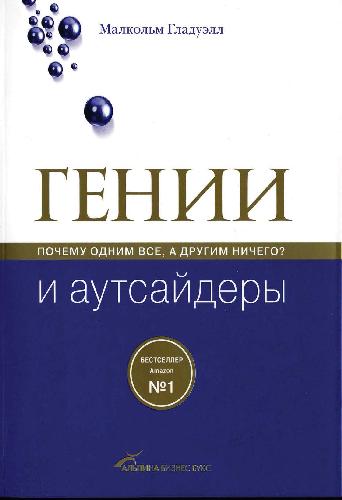 Малкольм Гладуэлл
ГЕНИИ
ПОЧЕМУ ОДНИМ ВСЕ, А ДРУГИМ НИЧЕГО?
и аутсайдеры
БЕСТСЕЛЛЕР
Amazon
№1
АЛЬПИНА БИЗНЕС БУКС